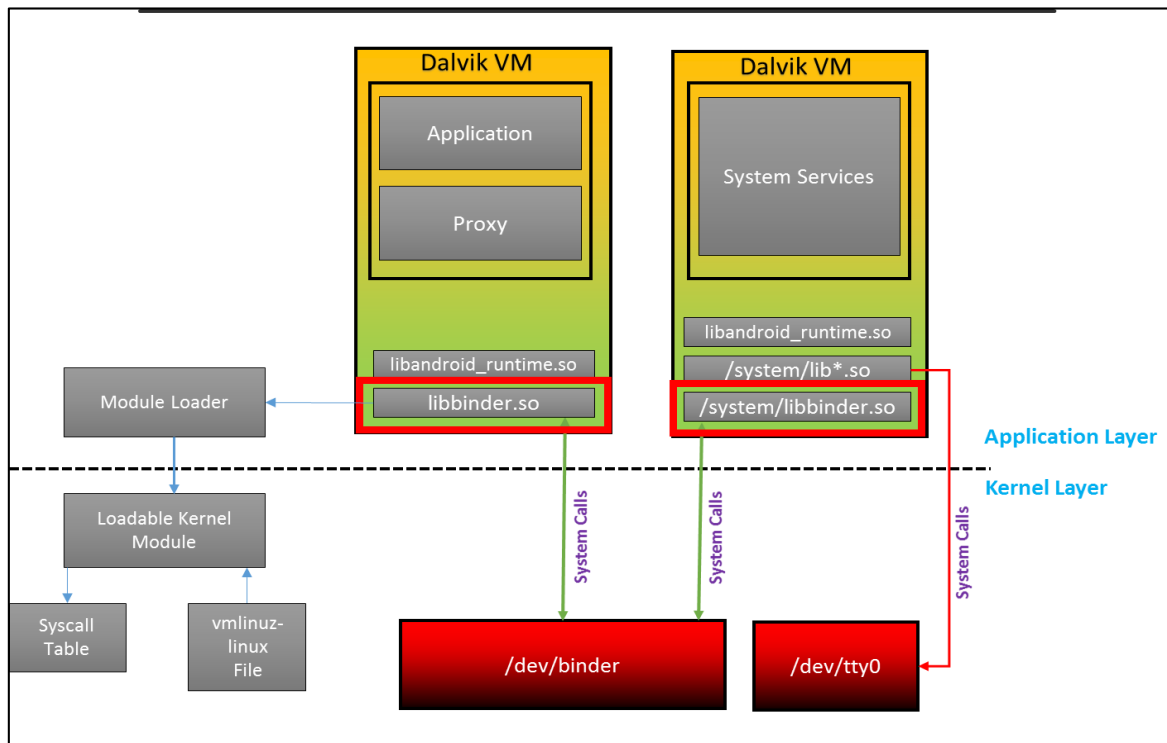 Dalvik VM
Application
Proxy
libandroid_runtime.so
libbinder.so
Dalvik VM
System Services
libandroid_runtime.so
/system/lib*.so
/system/libbinder.so
Module Loader
Application Layer
Kernel Layer
Loadable Kernel
Module
Syscall
Table
vmlinuz-
linux
File
System Calls
System Calls
System Calls
/dev/binder
/dev/tty0